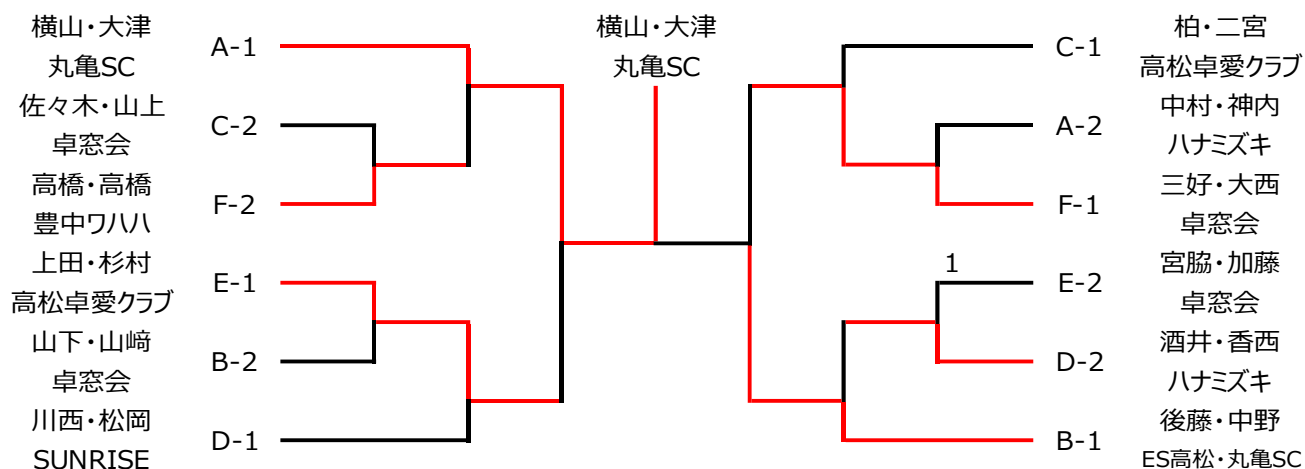 横山・大津
A-1
丸亀SC
佐々木・山上
C-2
卓窓会
高橋・高橋
F-2
豊中ワハハ
上田・杉村
E-1
高松卓愛クラブ
山下・山﨑
B-2
卓窓会
川西・松岡
D-1
SUNRISE
横山・大津
丸亀SC
柏・二宮
C-1
高松卓愛クラブ
中村・神内
A-2
ハナミズキ
三好・大西
F-1
卓窓会
1
宮脇・加藤
E-2
卓窓会
酒井・香西
D-2
ハナミズキ
後藤・中野
B-1
ES高松・丸亀SC